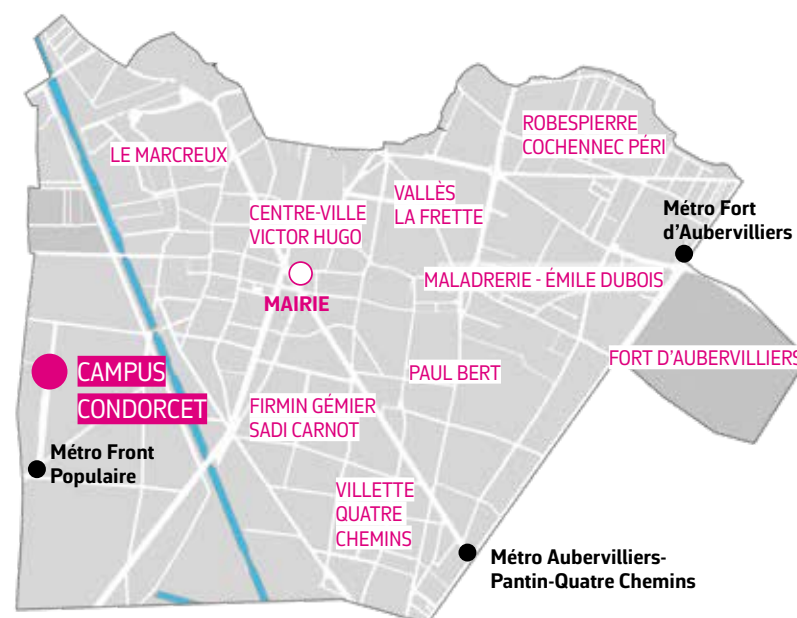 ROBESPIERRE
COCHENNEC PÉRI
LE MARCREUX
VALLÈS
LA FRETTE
CENTRE-VILLE
VICTOR HUGO
Métro Fort
d'Aubervilliers
MAIRIE
MALADRERIE - ÉMILE DUBOIS
FORT D'AUBERVILLIERS
CAMPUS
CONDORCET
PAUL BERT
FIRMIN GÉMIER
SADI CARNOT
Métro Front
Populaire
VILLETTE
QUATRE
CHEMINS
Métro Aubervilliers-
Pantin-Quatre Chemins